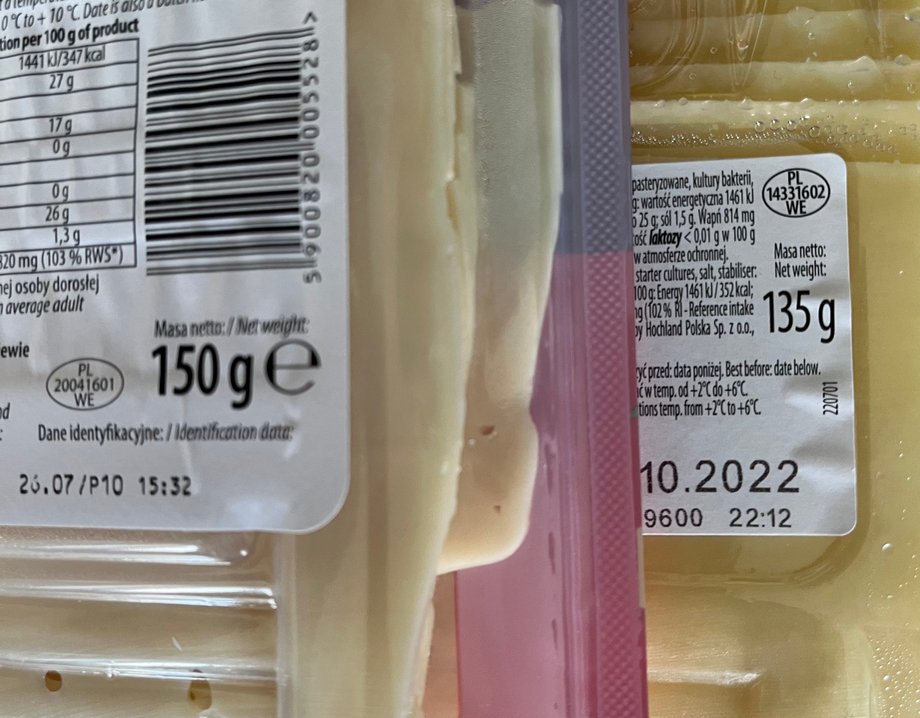 0°C to + 10 °C. Date is also
tion per 100 g of product
1441 kJ/347 kcal
27 g
17 g
0 g
0 g
26 g
1,3 g
820 mg (103 % RWS*)
nej osoby dorosłej
average adult
5 900820 005528 >
Masa netto: / Net weight:
150 g e
PL
20041601
WE
Dane identyfikacyjne: / Identification data:
26.07/P10 15:32
pasteryzowane, kultury bakterii,
g: wartość energetyczna 1461 kJ
25 g; sól 1,5 g. Wapń 814 mg
ość laktozy < 0,01 g w 100 g
w atmosferze ochronnej.
starter cultures, salt, stabiliser:
100 g: Energy 1461 kJ / 352 kcal;
(102 % RI - Reference intake
by Hochland Polska Sp. z o.o.,
PL
14331602
WE
Masa netto:
Net weight:
135 g
yć przed: data poniżej. Best before: date below.
w temp. od +2°C do +6°C.
tions temp. from +2°C to +6°C.
220701
10.2022
9600 22:12